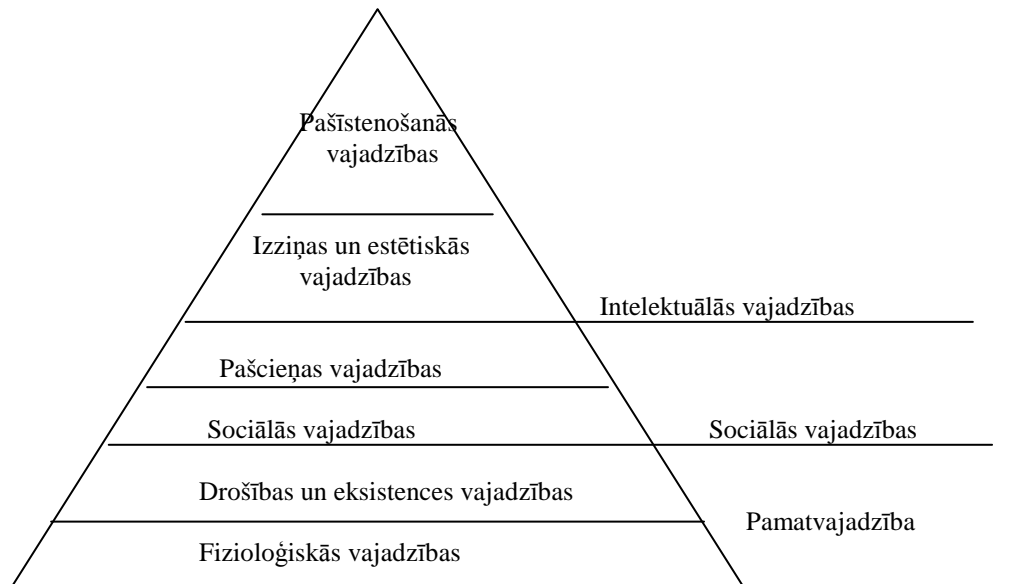 Pašīstenošanās
vajadzības
Izziņas un estētiskās
vajadzības
Intelektuālās vajadzības
Pašcieņas vajadzības
Sociālās vajadzības
Sociālās vajadzības
Drošības un eksistences vajadzības
Pamatvajadzība
Fizioloģiskās vajadzības